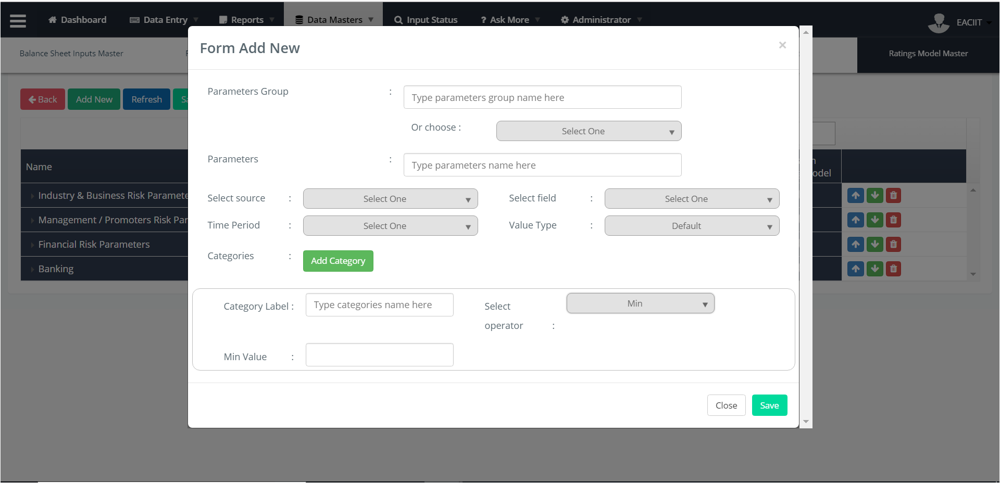 Dashboard Data Entry Reports Data Masters Input Status ? Ask More Administrator EACIIT
Balance Sheet Inputs Master Ratings Model Master
Form Add New ×
Back Add New Refresh
Parameters Group : Type parameters group name here
Or choose : Select One
Parameters : Type parameters name here
Name
odel
Select source : Select One Select field : Select One
Industry & Business Risk Paramete
Time Period : Select One Value Type : Default
Management / Promoters Risk Par
Financial Risk Parameters
Categories : Add Category
Banking
Category Label : Type categories name here Select operator : Min
Min Value :
Close Save